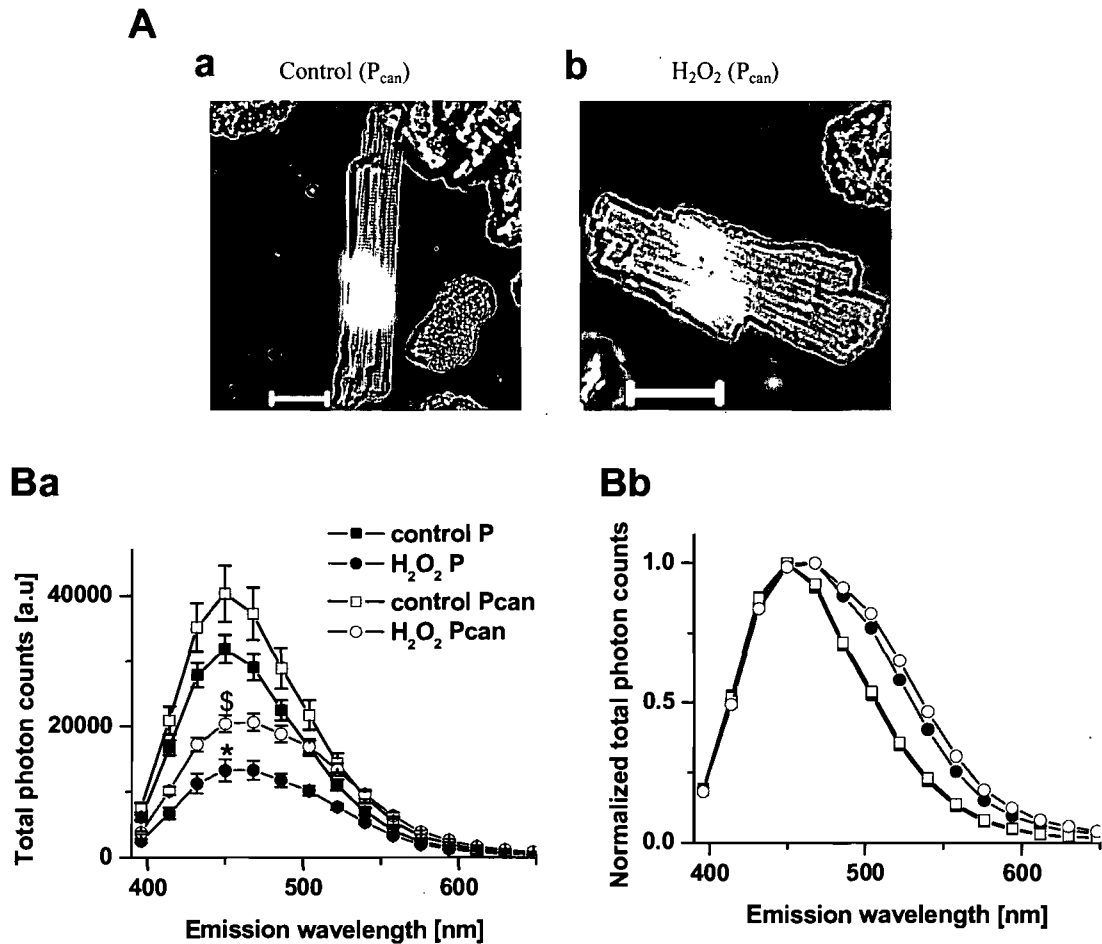 A
a Control (Pcan) b H2O2 (Pcan)
Ba
Total photon counts [a.u]
40000
20000
0
400 500 600
Emission wavelength [nm]
control P
H2O2 P
control Pcan
H2O2 Pcan
$
*
Bb
Normalized total photon counts
1.0
0.5
0.0
400 500 600
Emission wavelength [nm]